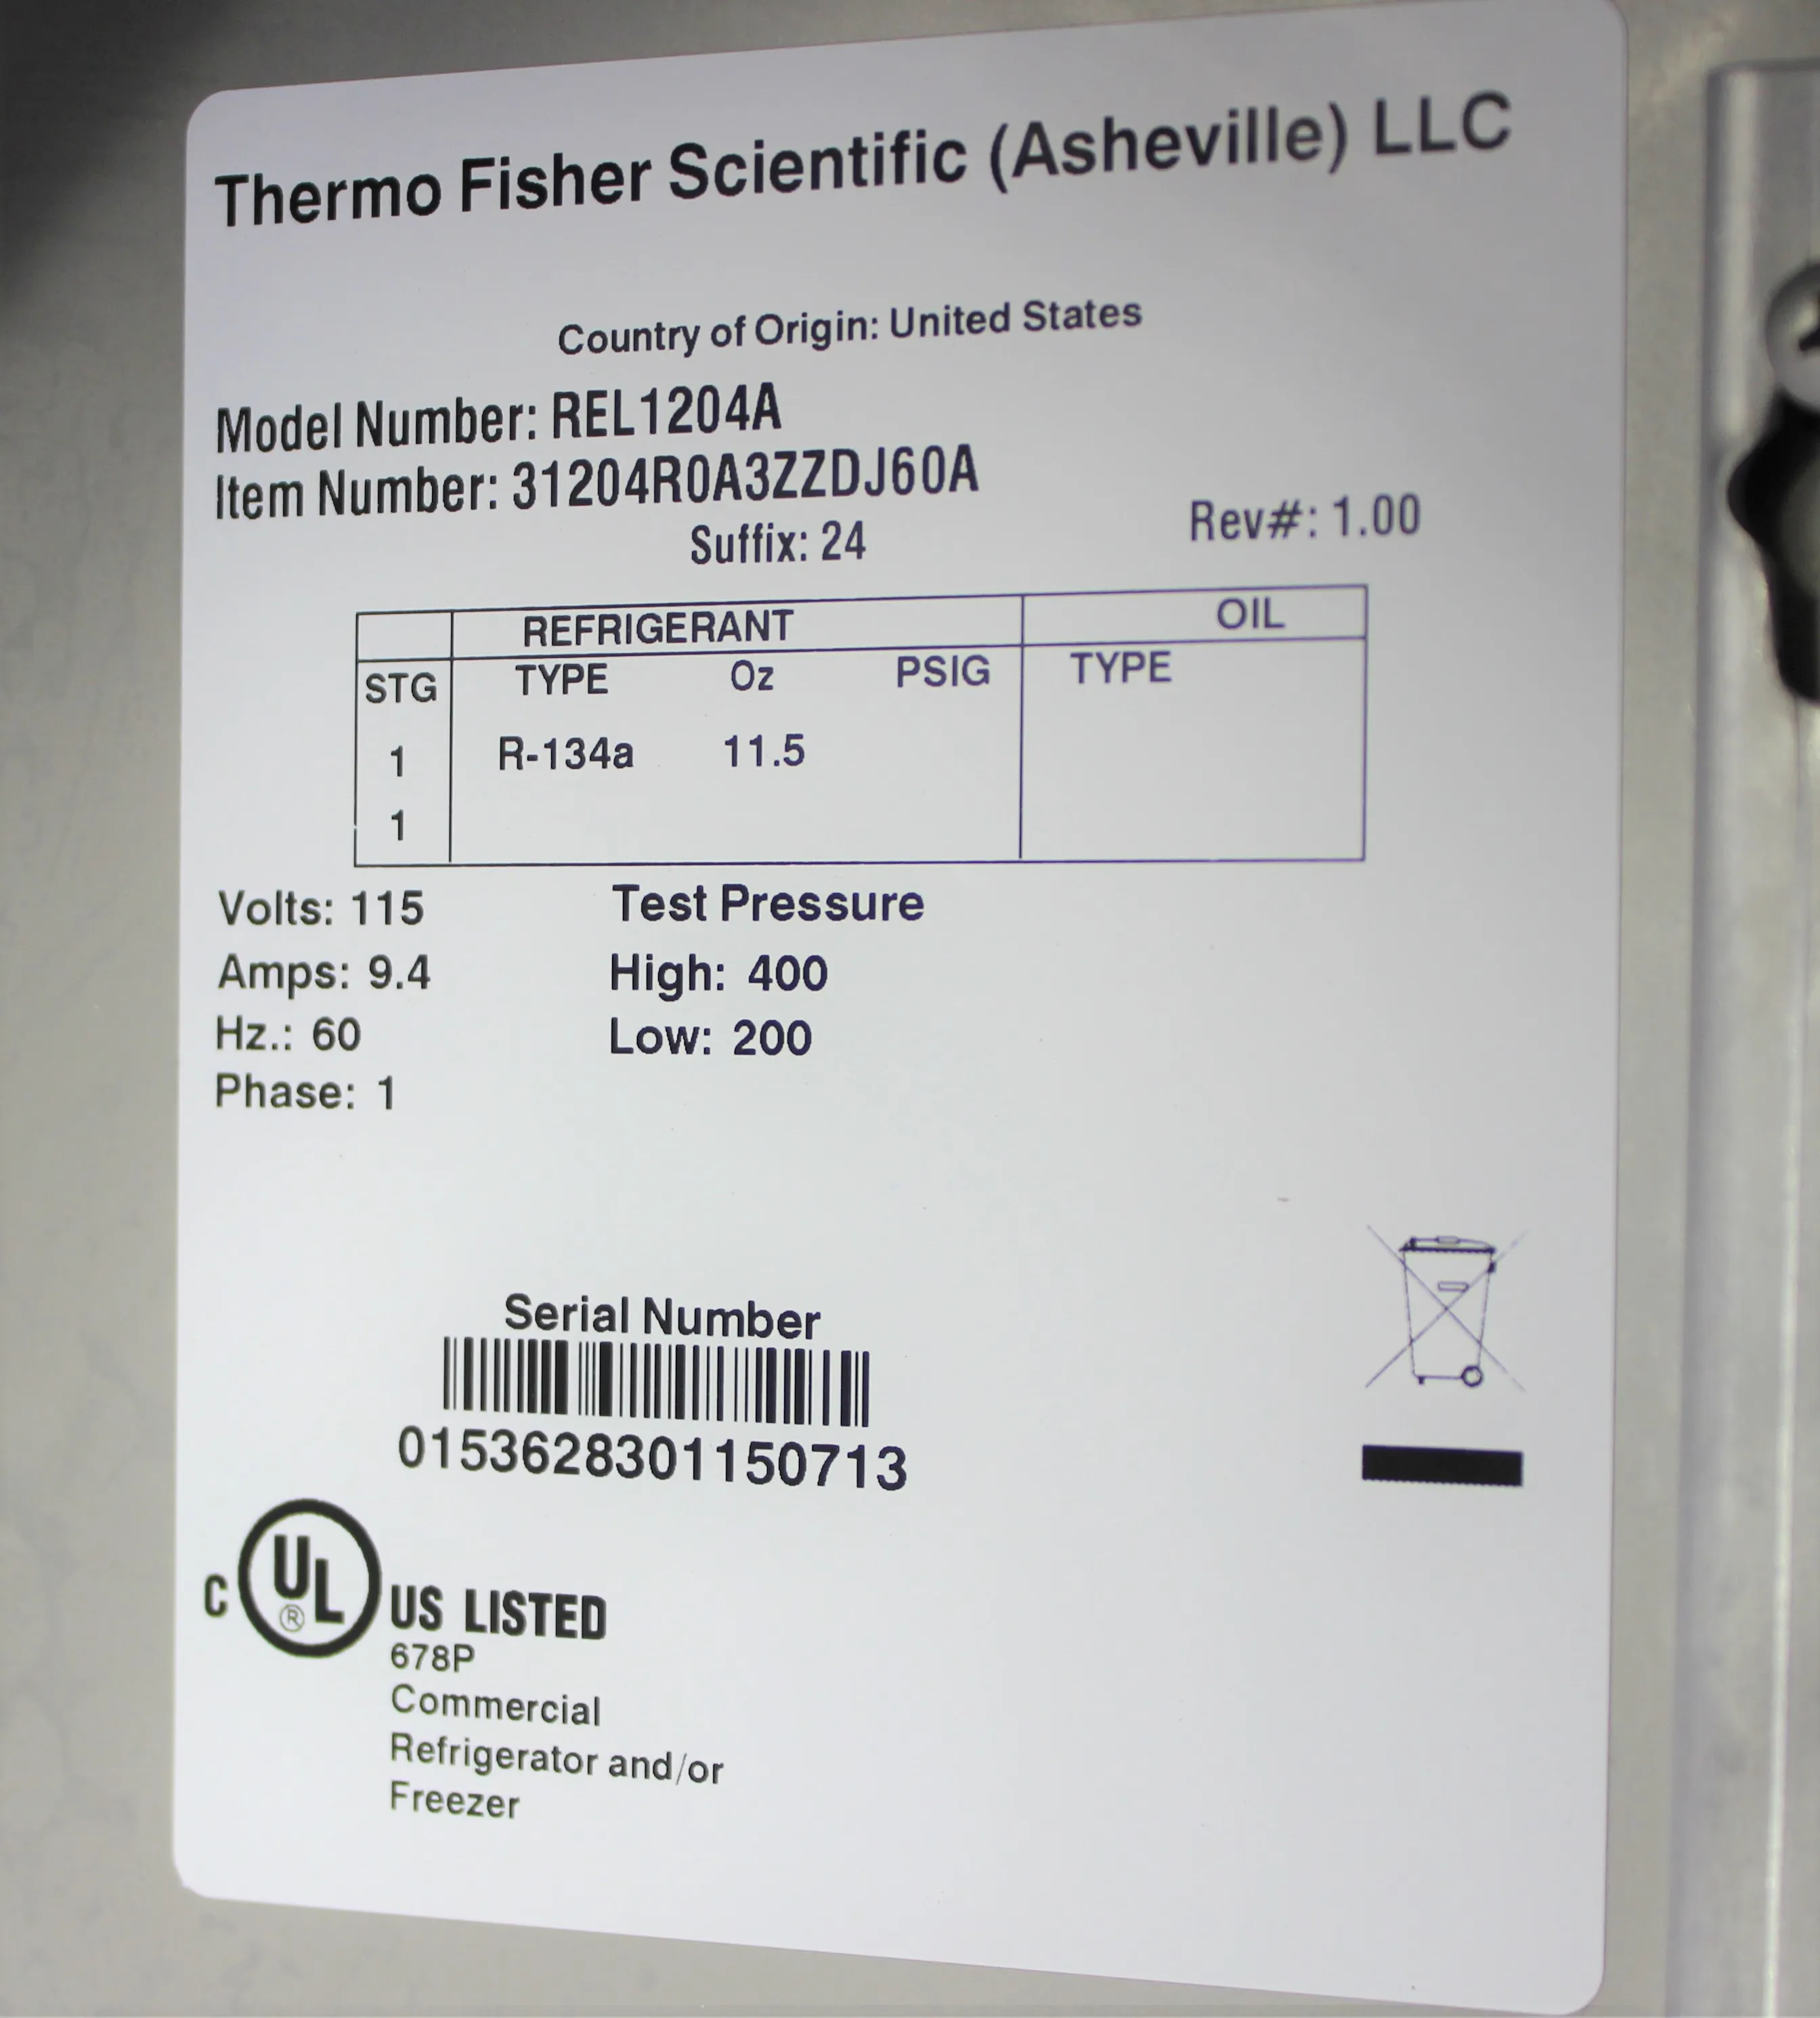 Thermo Fisher Scientific (Asheville) LLC
Country of Origin: United States
Model Number: REL1204A
Item Number: 31204R0A3ZZDJ60A
Suffix: 24 Rev#: 1.00
REFRIGERANT OIL
STG TYPE Oz PSIG TYPE
1 R-134a 11.5
1
Volts: 115 Test Pressure
Amps: 9.4 High: 400
Hz.: 60 Low: 200
Phase: 1
Serial Number
0153628301150713
C UL ® US LISTED
678P
Commercial
Refrigerator and/or
Freezer